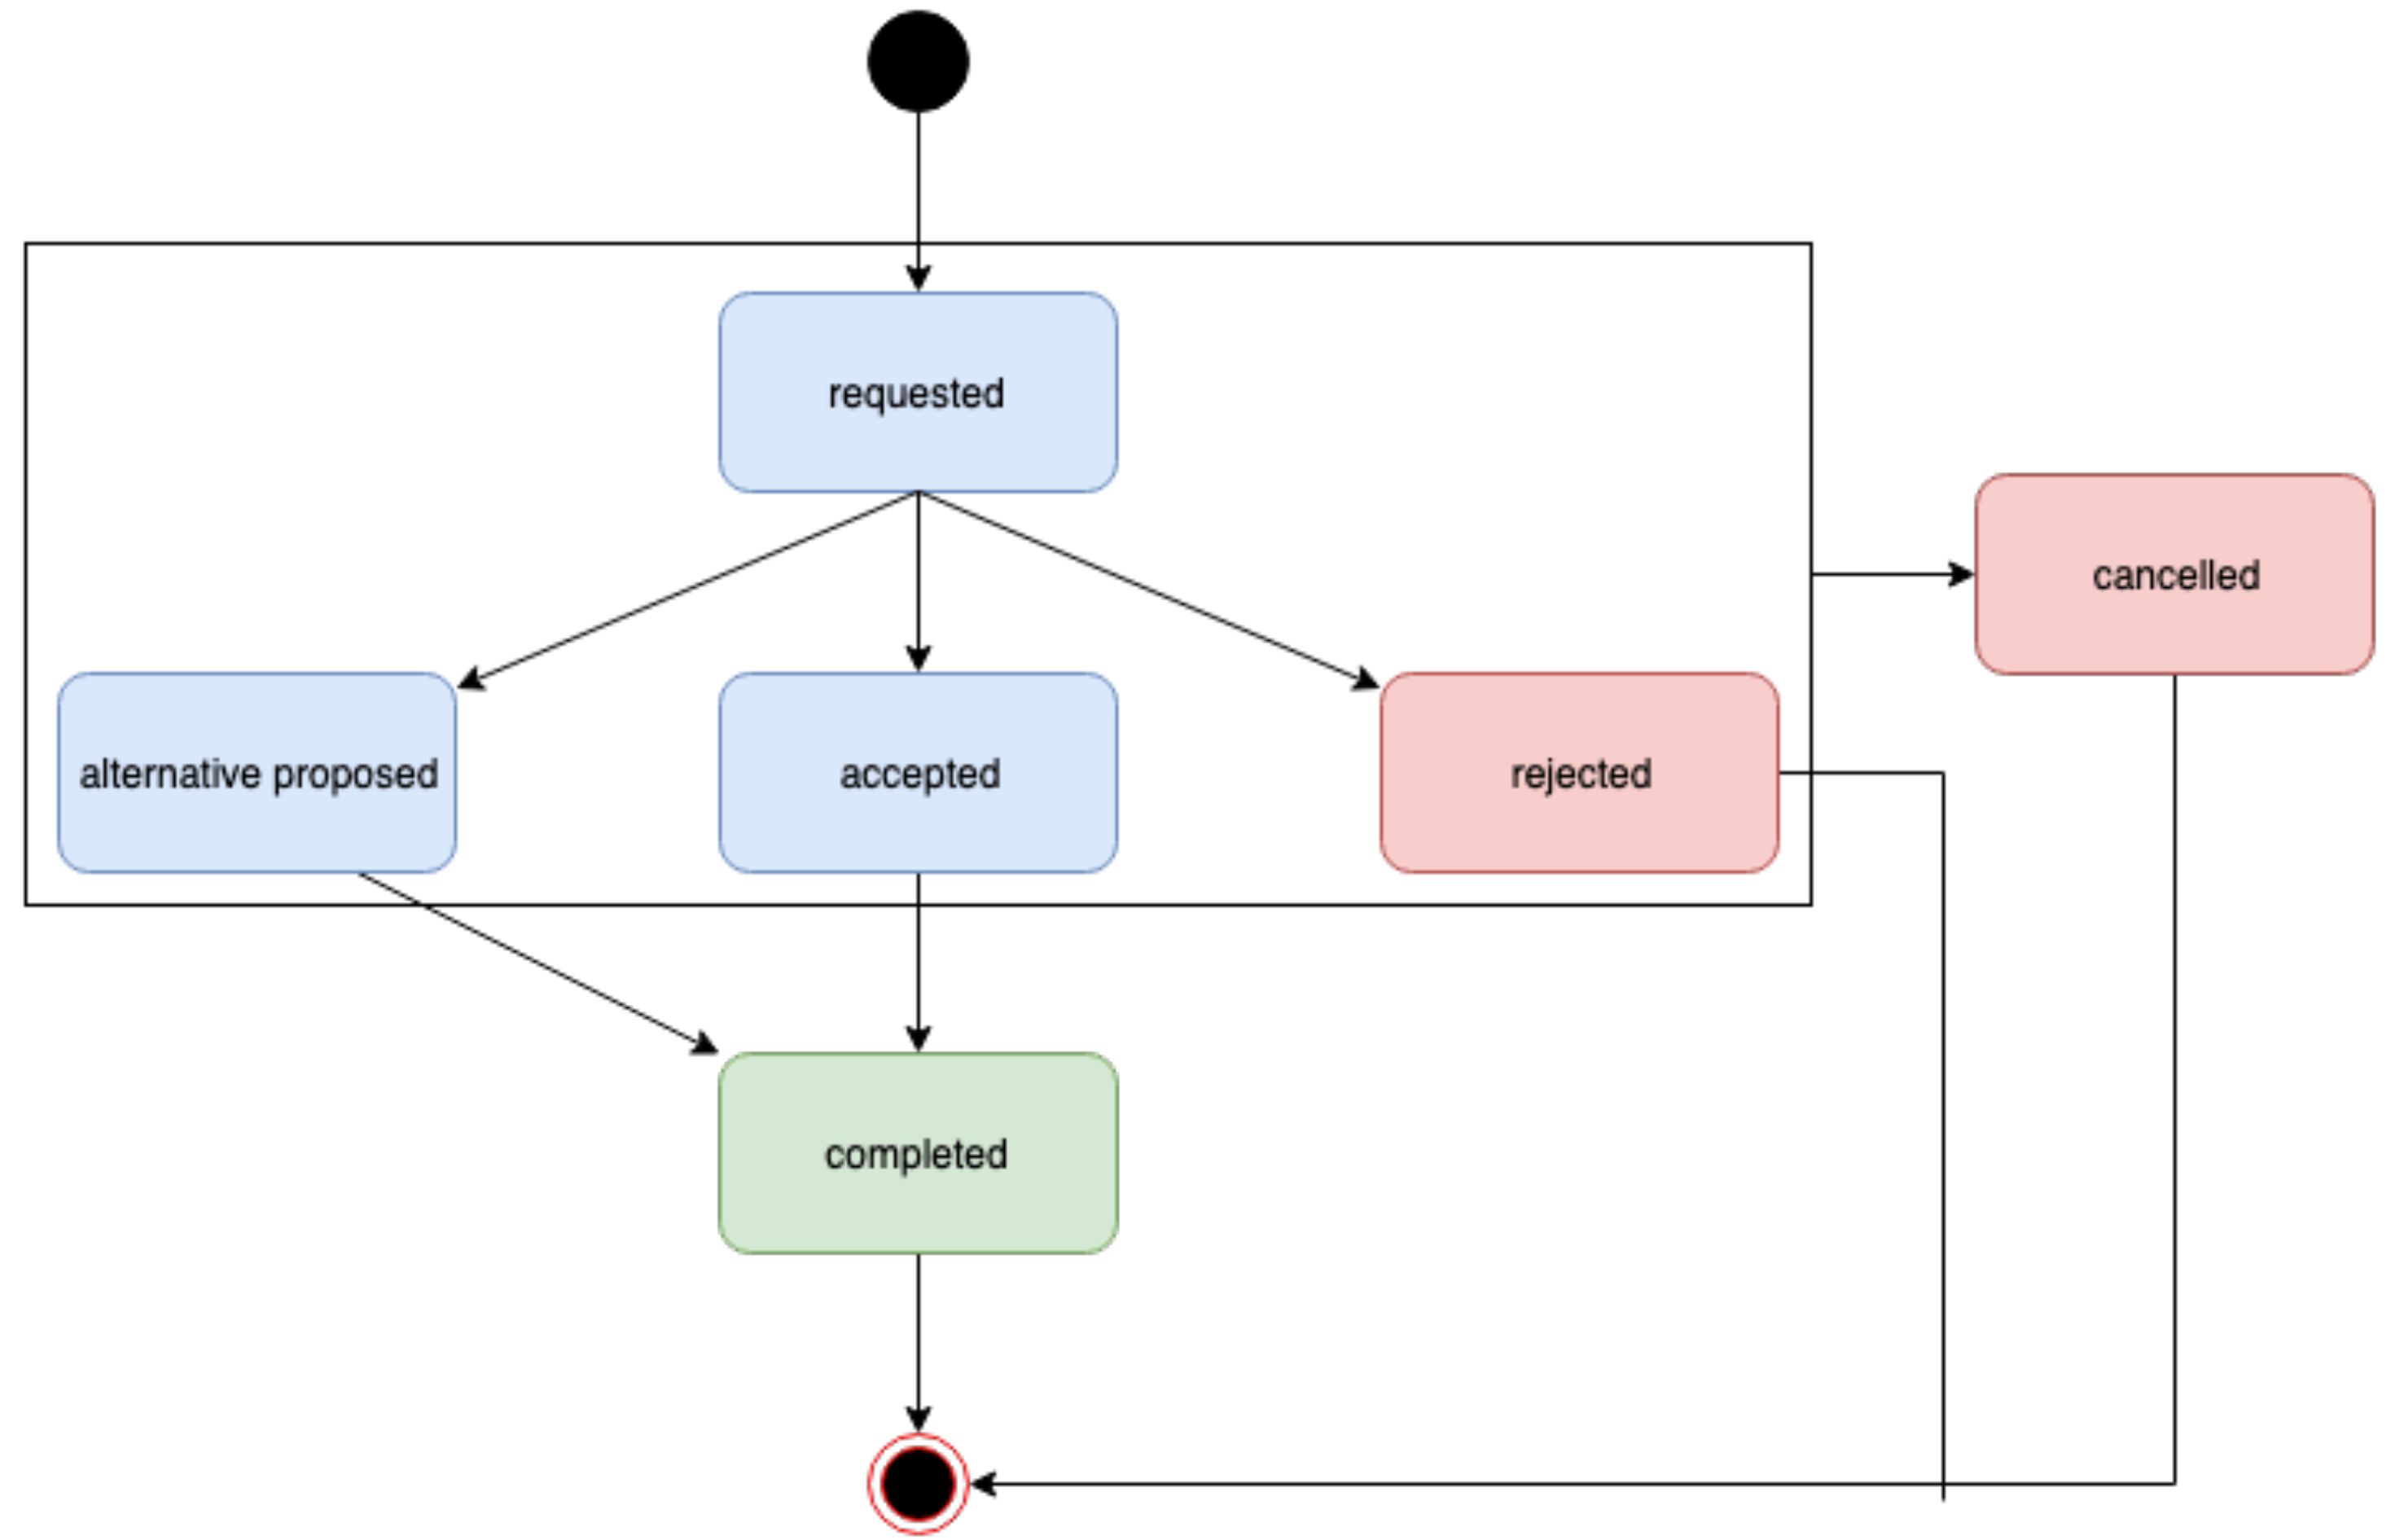 requested
cancelled
alternative proposed
accepted
rejected
completed